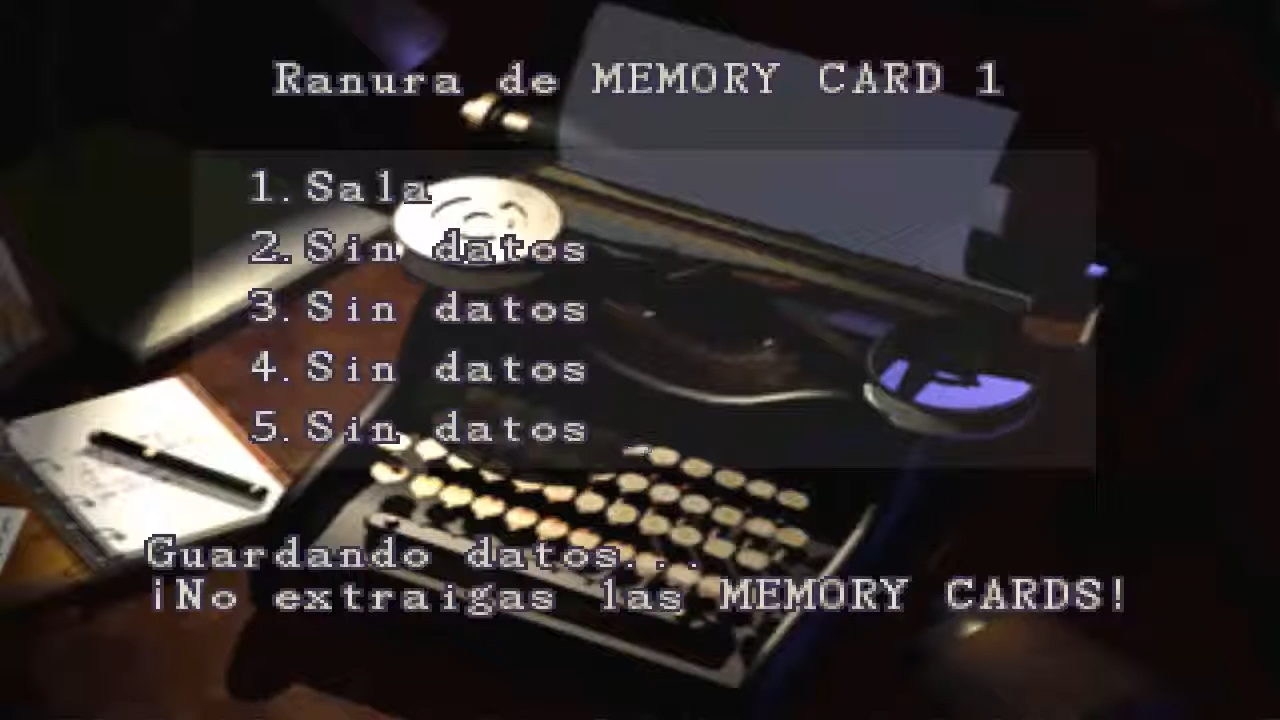 Ranura de MEMORY CARD 1
1.Sala
2.Sin datos
3.Sin datos
4.Sin datos
5.Sin datos
Guardando datos...
¡No extraigas las MEMORY CARDS!